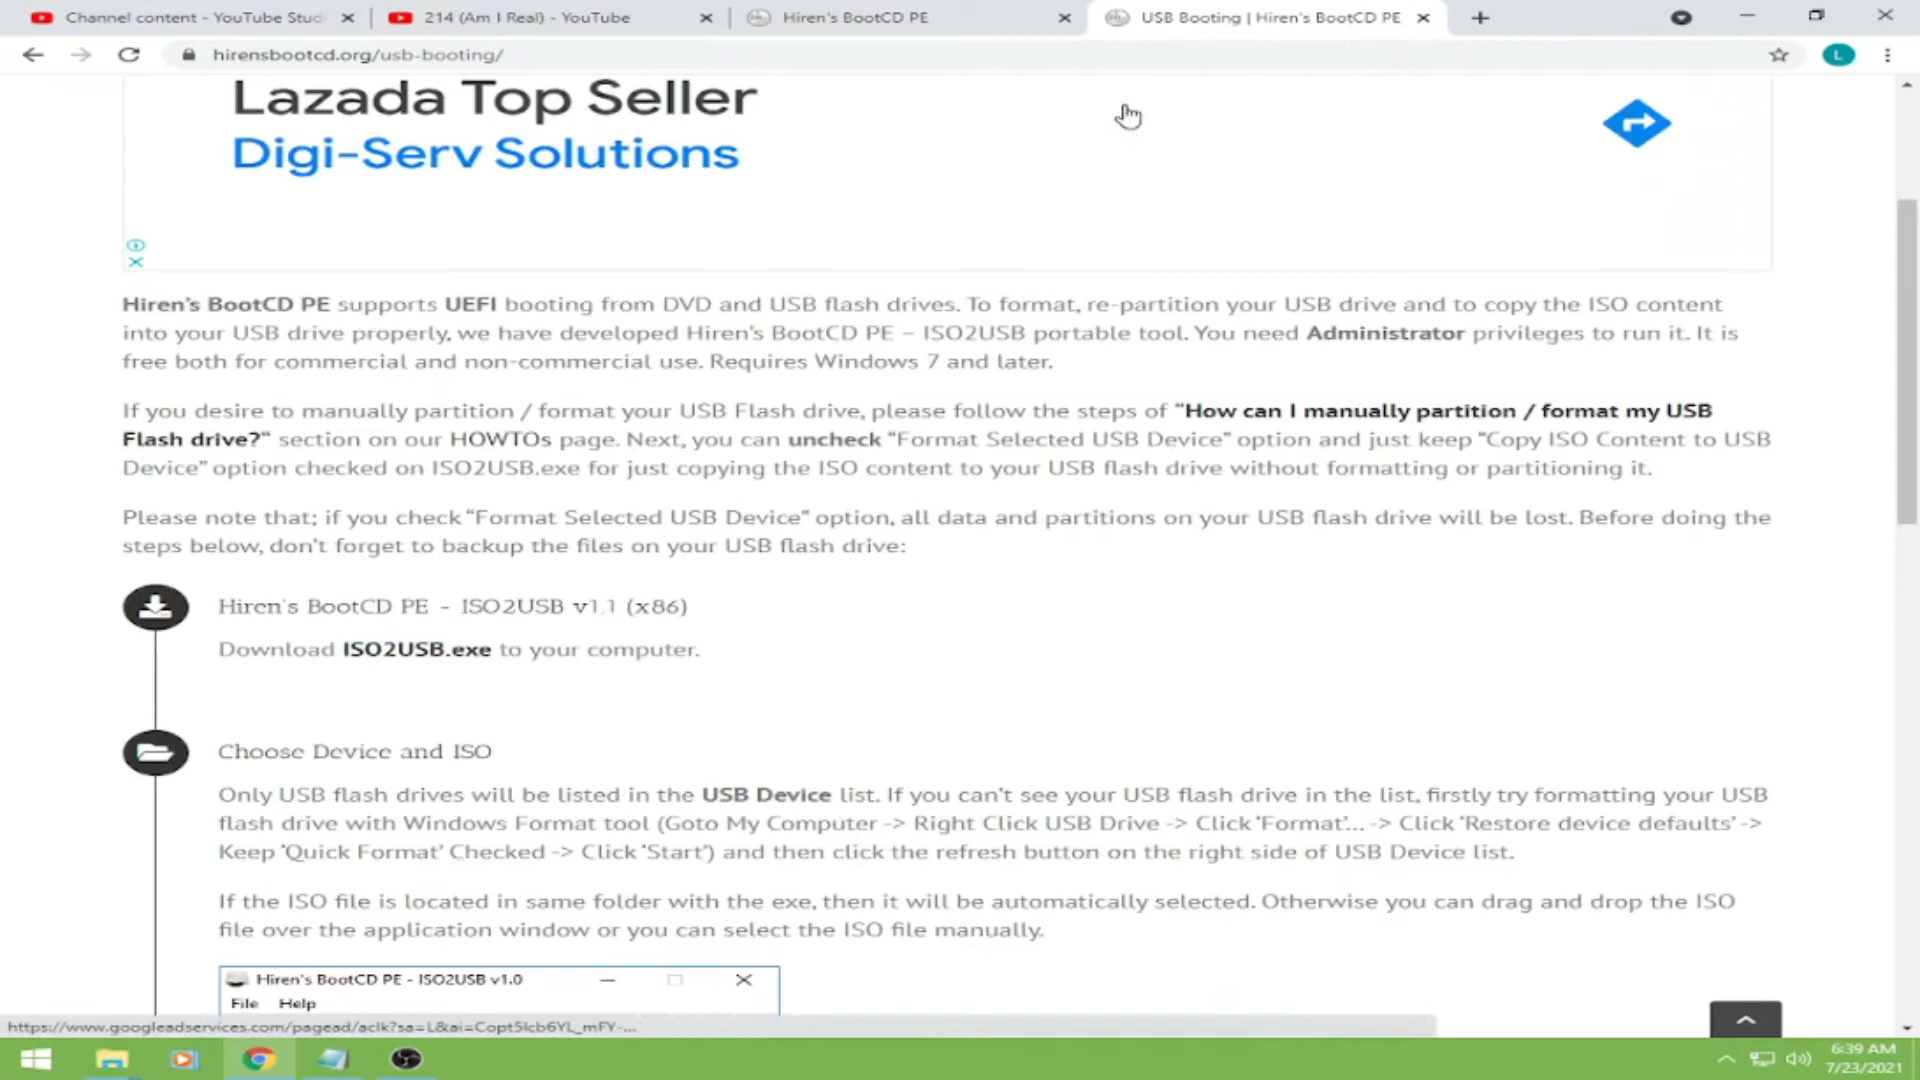 Channel content - YouTube Stud
214 (Am I Real) - YouTube
Hiren's BootCD PE
USB Booting | Hiren's BootCD PE
hirensbootcd.org/usb-booting/
L
Lazada Top Seller
Digi-Serv Solutions
Hiren's BootCD PE supports UEFI booting from DVD and USB flash drives. To format, re-partition your USB drive and to copy the ISO content
into your USB drive properly, we have developed Hiren's BootCD PE – ISO2USB portable tool. You need Administrator privileges to run it. It is
free both for commercial and non-commercial use. Requires Windows 7 and later.
If you desire to manually partition / format your USB Flash drive, please follow the steps of "How can I manually partition / format my USB
Flash drive?" section on our HOWTOs page. Next, you can uncheck "Format Selected USB Device" option and just keep "Copy ISO Content to USB
Device" option checked on ISO2USB.exe for just copying the ISO content to your USB flash drive without formatting or partitioning it.
Please note that; if you check "Format Selected USB Device" option, all data and partitions on your USB flash drive will be lost. Before doing the
steps below, don't forget to backup the files on your USB flash drive:
Hiren's BootCD PE - ISO2USB v1.1 (x86)
Download ISO2USB.exe to your computer.
Choose Device and ISO
Only USB flash drives will be listed in the USB Device list. If you can't see your USB flash drive in the list, firstly try formatting your USB
flash drive with Windows Format tool (Goto My Computer -> Right Click USB Drive -> Click 'Format'... -> Click 'Restore device defaults' ->
Keep 'Quick Format' Checked -> Click 'Start') and then click the refresh button on the right side of USB Device list.
If the ISO file is located in same folder with the exe, then it will be automatically selected. Otherwise you can drag and drop the ISO
file over the application window or you can select the ISO file manually.
Hiren's BootCD PE - ISO2USB v1.0
File Help
https://www.googleadservices.com/pagead/aclk?sa=L&ai=Copt5lcb6YL_mFY-...
6:39 AM
7/23/2021